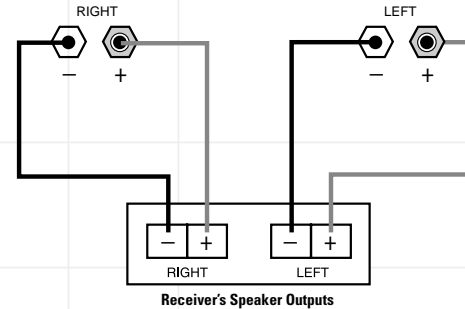 RIGHT LEFT
− + − +
− + − +
RIGHT LEFT
Receiver's Speaker Outputs